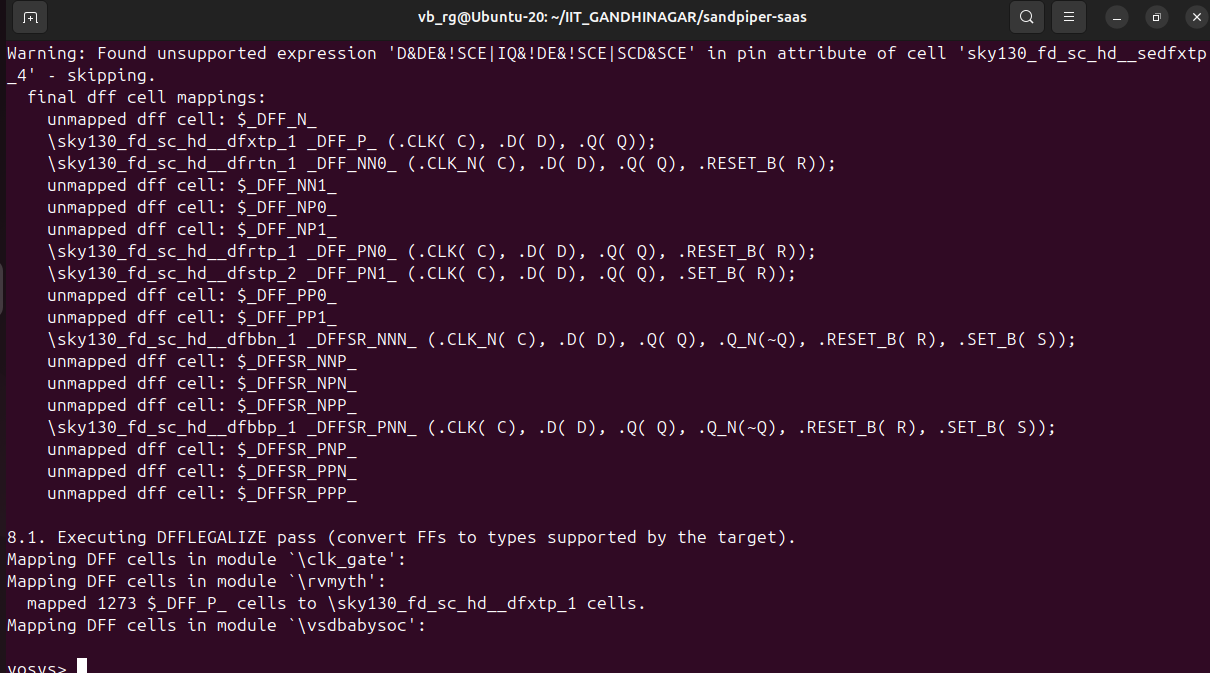 vb_rg@Ubuntu-20: ~/IIT_GANDHINAGAR/sandpiper-saas
Warning: Found unsupported expression 'D&DE&!SCE|IQ&!DE&!SCE|SCD&SCE' in pin attribute of cell 'sky130_fd_sc_hd__sedfxtp
_4' - skipping.
  final dff cell mappings:
    unmapped dff cell: $_DFF_N_
    \sky130_fd_sc_hd__dfxtp_1 _DFF_P_ (.CLK( C), .D( D), .Q( Q));
    \sky130_fd_sc_hd__dfrtn_1 _DFF_NN0_ (.CLK_N( C), .D( D), .Q( Q), .RESET_B( R));
    unmapped dff cell: $_DFF_NN1_
    unmapped dff cell: $_DFF_NP0_
    unmapped dff cell: $_DFF_NP1_
    \sky130_fd_sc_hd__dfrtp_1 _DFF_PN0_ (.CLK( C), .D( D), .Q( Q), .RESET_B( R));
    \sky130_fd_sc_hd__dfstp_2 _DFF_PN1_ (.CLK( C), .D( D), .Q( Q), .SET_B( R));
    unmapped dff cell: $_DFF_PP0_
    unmapped dff cell: $_DFF_PP1_
    \sky130_fd_sc_hd__dfbbn_1 _DFFSR_NNN_ (.CLK_N( C), .D( D), .Q( Q), .Q_N(~Q), .RESET_B( R), .SET_B( S));
    unmapped dff cell: $_DFFSR_NNP_
    unmapped dff cell: $_DFFSR_NPN_
    unmapped dff cell: $_DFFSR_NPP_
    \sky130_fd_sc_hd__dfbbp_1 _DFFSR_PNN_ (.CLK( C), .D( D), .Q( Q), .Q_N(~Q), .RESET_B( R), .SET_B( S));
    unmapped dff cell: $_DFFSR_PNP_
    unmapped dff cell: $_DFFSR_PPN_
    unmapped dff cell: $_DFFSR_PPP_
8.1. Executing DFFLEGALIZE pass (convert FFs to types supported by the target).
Mapping DFF cells in module `\clk_gate':
Mapping DFF cells in module `\rvmyth':
  mapped 1273 $_DFF_P_ cells to \sky130_fd_sc_hd__dfxtp_1 cells.
Mapping DFF cells in module `\vsdbabysoc':
yosys>